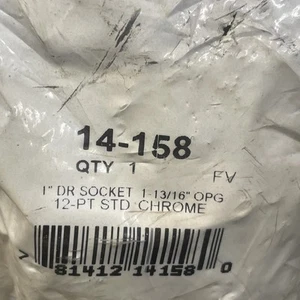 14-158
QTY 1
FV
1" DR SOCKET 1-13/16" OPG
12-PT STD CHROME
81412 14158 0